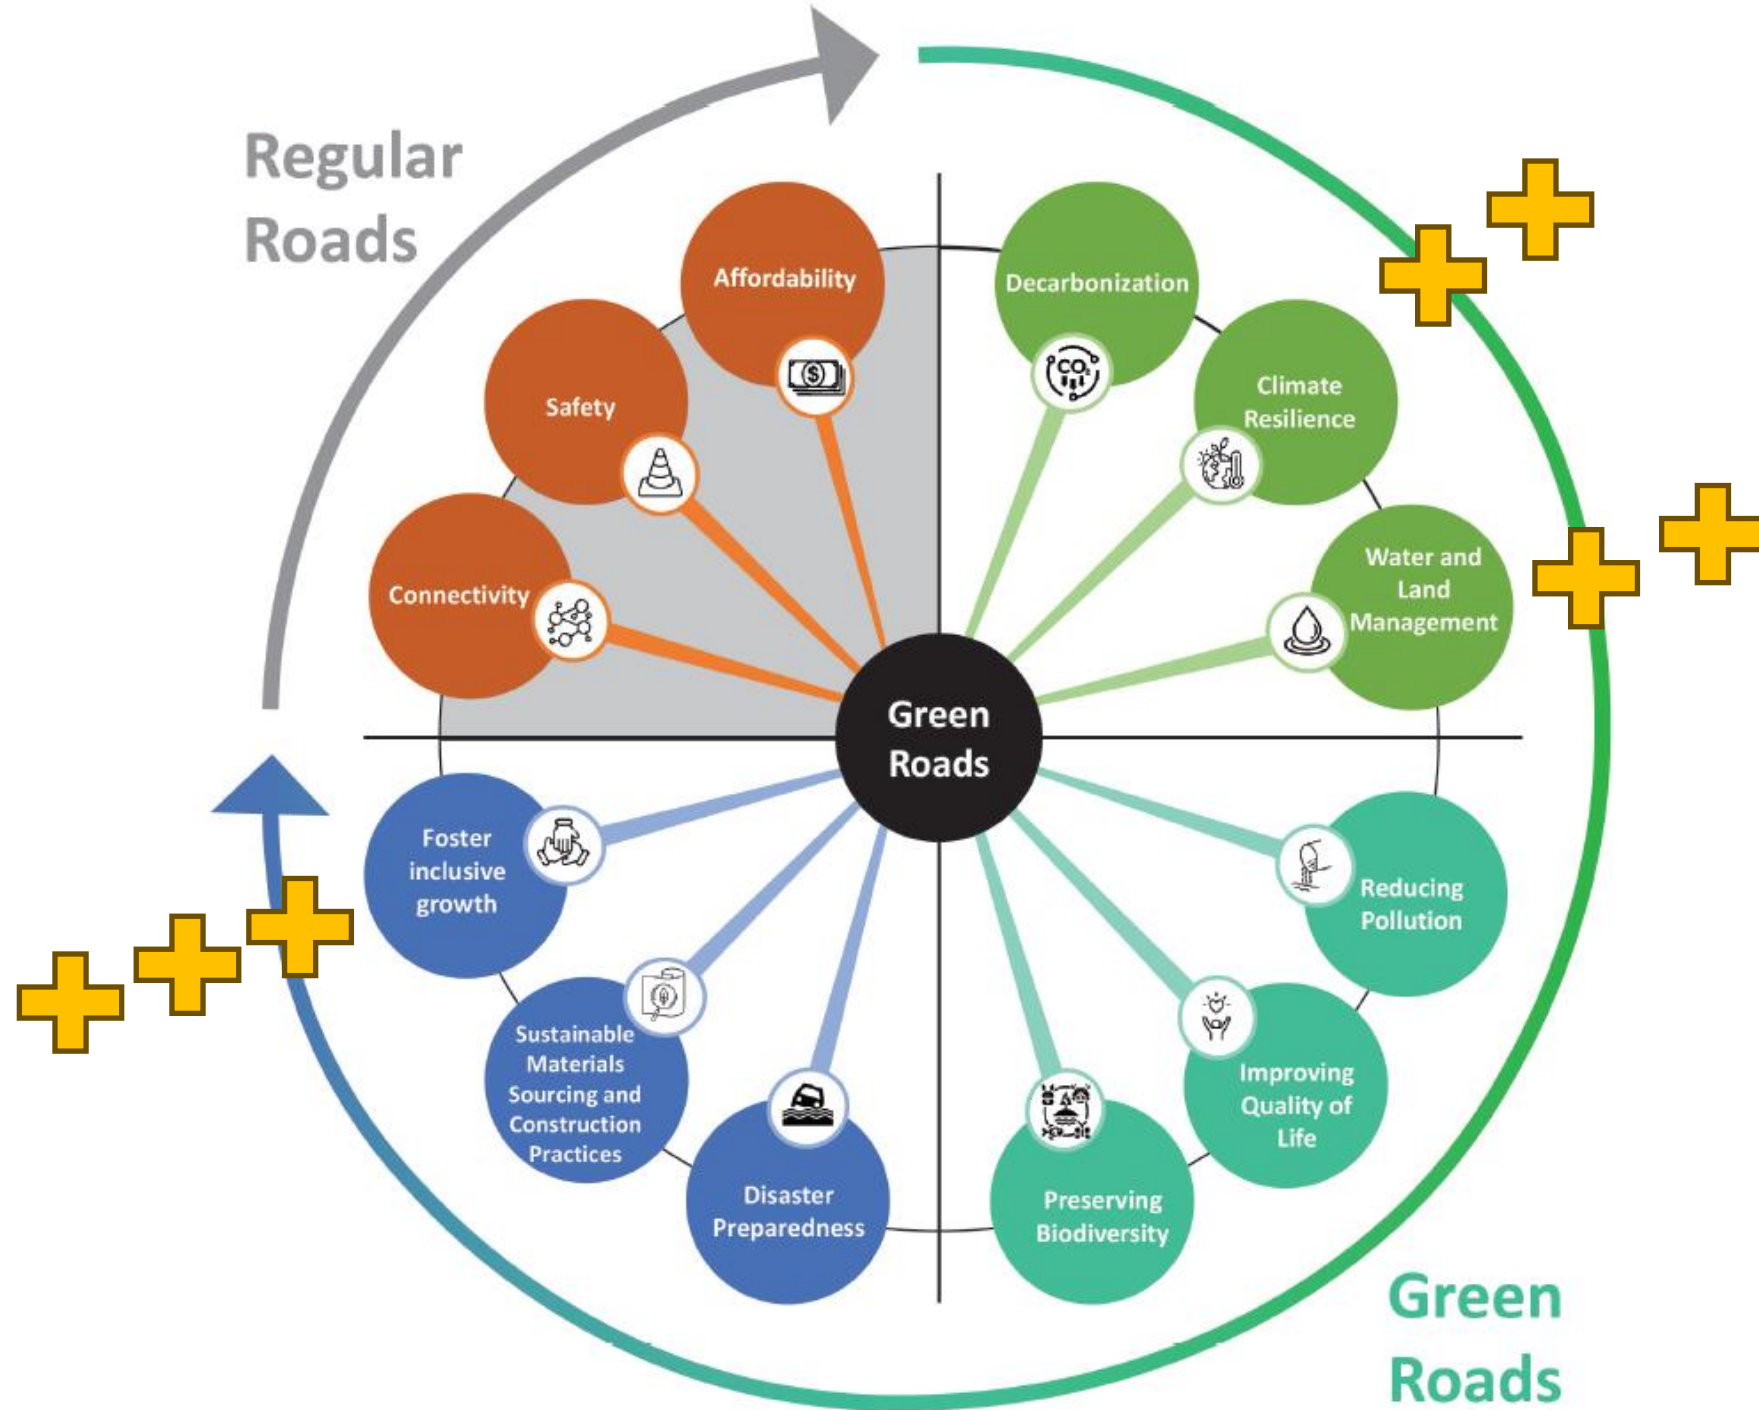 Regular
Roads
Affordability
Safety
Connectivity
Decarbonization
CO₂
Climate
Resilience
Water and
Land
Management
Green
Roads
Foster
inclusive
growth
Sustainable
Materials
Sourcing and
Construction
Practices
Disaster
Preparedness
Reducing
Pollution
Improving
Quality of
Life
Preserving
Biodiversity
Green
Roads